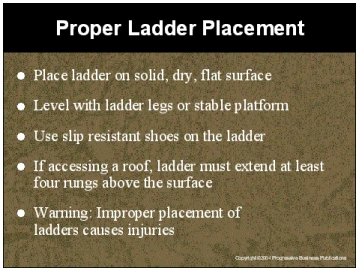 Proper Ladder Placement
Place ladder on solid, dry, flat surface
Level with ladder legs or stable platform
Use slip resistant shoes on the ladder
If accessing a roof, ladder must extend at least
four rungs above the surface
Warning: Improper placement of
ladders causes injuries
Progressive Business Publications